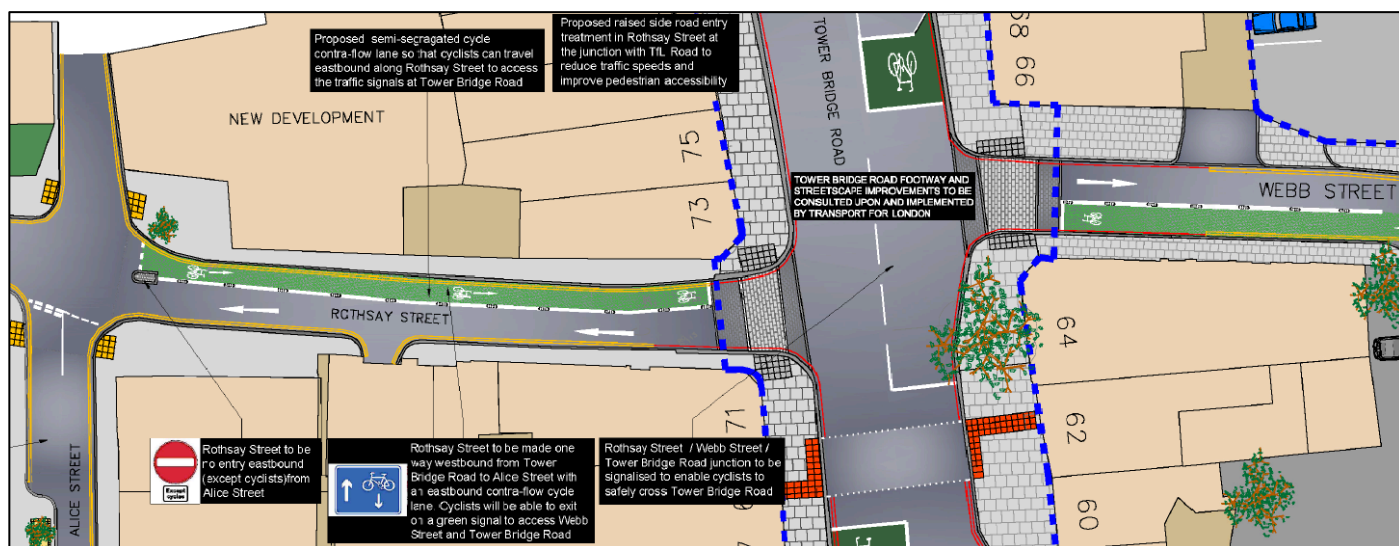 Proposed semi-segregated cycle
contra-flow lane so that cyclists can travel
eastbound along Rothsay Street to access
the traffic signals at Tower Bridge Road
Proposed raised side road entry
treatment in Rothsay Street at
the junction with TfL Road to
reduce traffic speeds and
improve pedestrian accessibility
TOWER BRIDGE ROAD
68
66
NEW DEVELOPMENT
75
73
TOWER BRIDGE ROAD FOOTWAY AND
STREETSCAPE IMPROVEMENTS TO BE
CONSULTED UPON AND IMPLEMENTED
BY TRANSPORT FOR LONDON
WEBB STREET
ROTHSAY STREET
64
62
60
71
ALICE STREET
Except
cycles
Rothsay Street to be
no entry eastbound
(except cyclists)from
Alice Street
Rothsay Street to be made one
way westbound from Tower
Bridge Road to Alice Street with
an eastbound contra-flow cycle
lane. Cyclists will be able to exit
on a green signal to access Webb
Street and Tower Bridge Road
Rothsay Street / Webb Street /
Tower Bridge Road junction to be
signalised to enable cyclists to
safely cross Tower Bridge Road